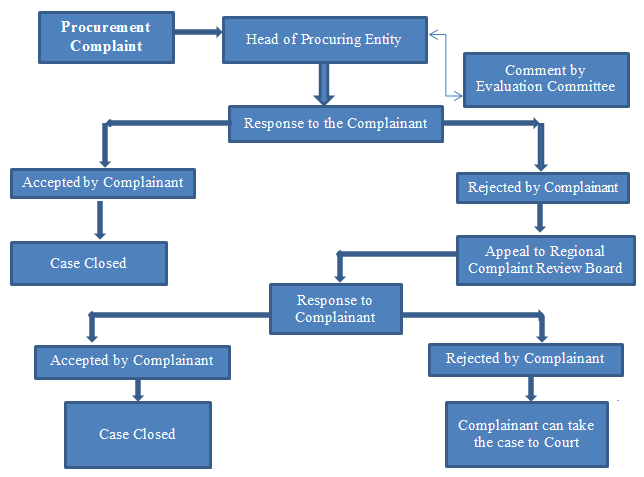 Procurement
Complaint
Head of Procuring Entity
Comment by
Evaluation Committee
Response to the Complainant
Accepted by Complainant
Rejected by Complainant
Case Closed
Appeal to Regional
Complaint Review Board
Response to
Complainant
Accepted by Complainant
Rejected by Complainant
Case Closed
Complainant can take
the case to Court